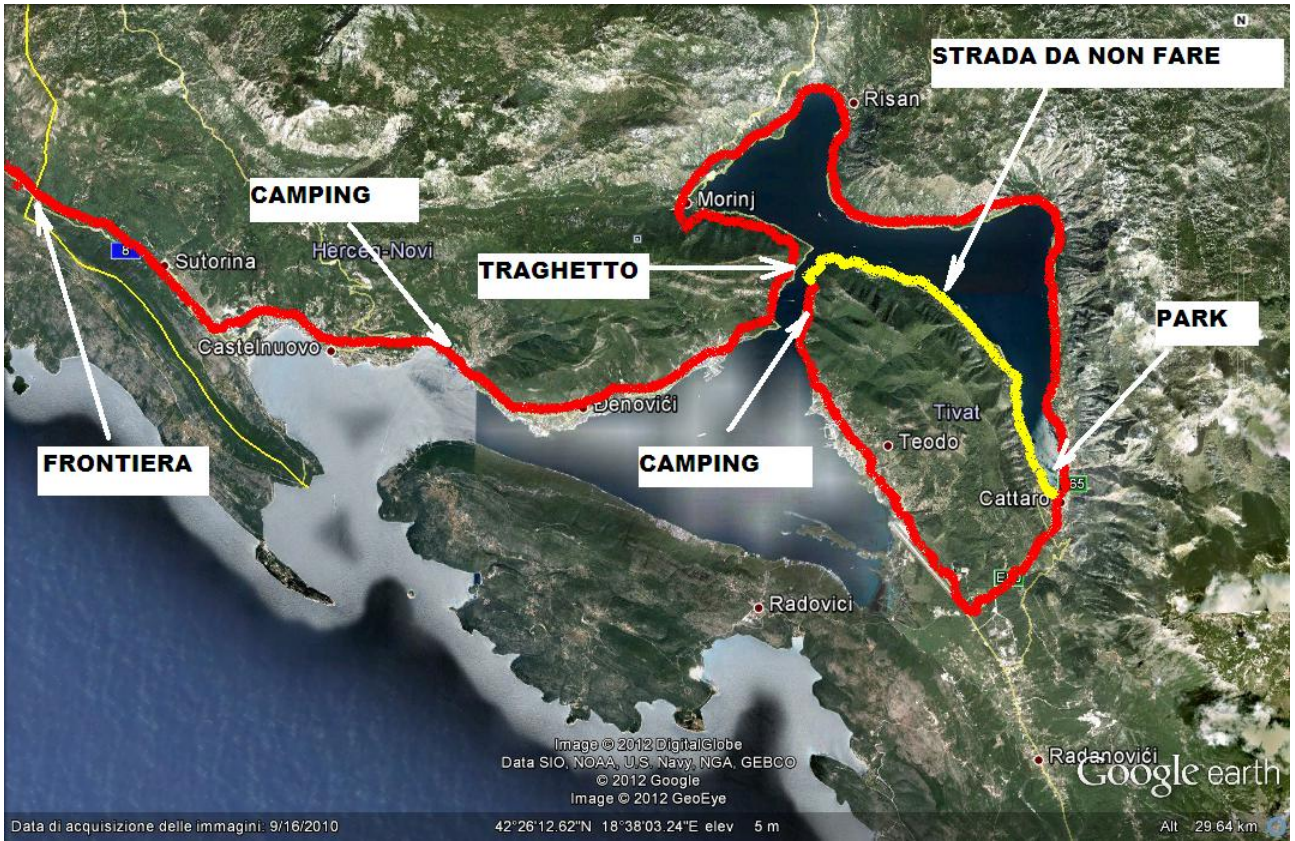 N
STRADA DA NON FARE
Risan
CAMPING
Morinj
8
Sutorina
Herceg-Novi
TRAGHETTO
PARK
Castelnuovo
Đenovići
Tivat
Teodo
FRONTIERA
CAMPING
Cattaro
65
Radovici
Radanovići
Image © 2012 DigitalGlobe
Data SIO, NOAA, U.S. Navy, NGA, GEBCO
© 2012 Google
Image © 2012 GeoEye
Google earth
Data di acquisizione delle immagini: 9/16/2010 42°26'12.62"N 18°38'03.24"E elev 5 m Alt 29.64 km